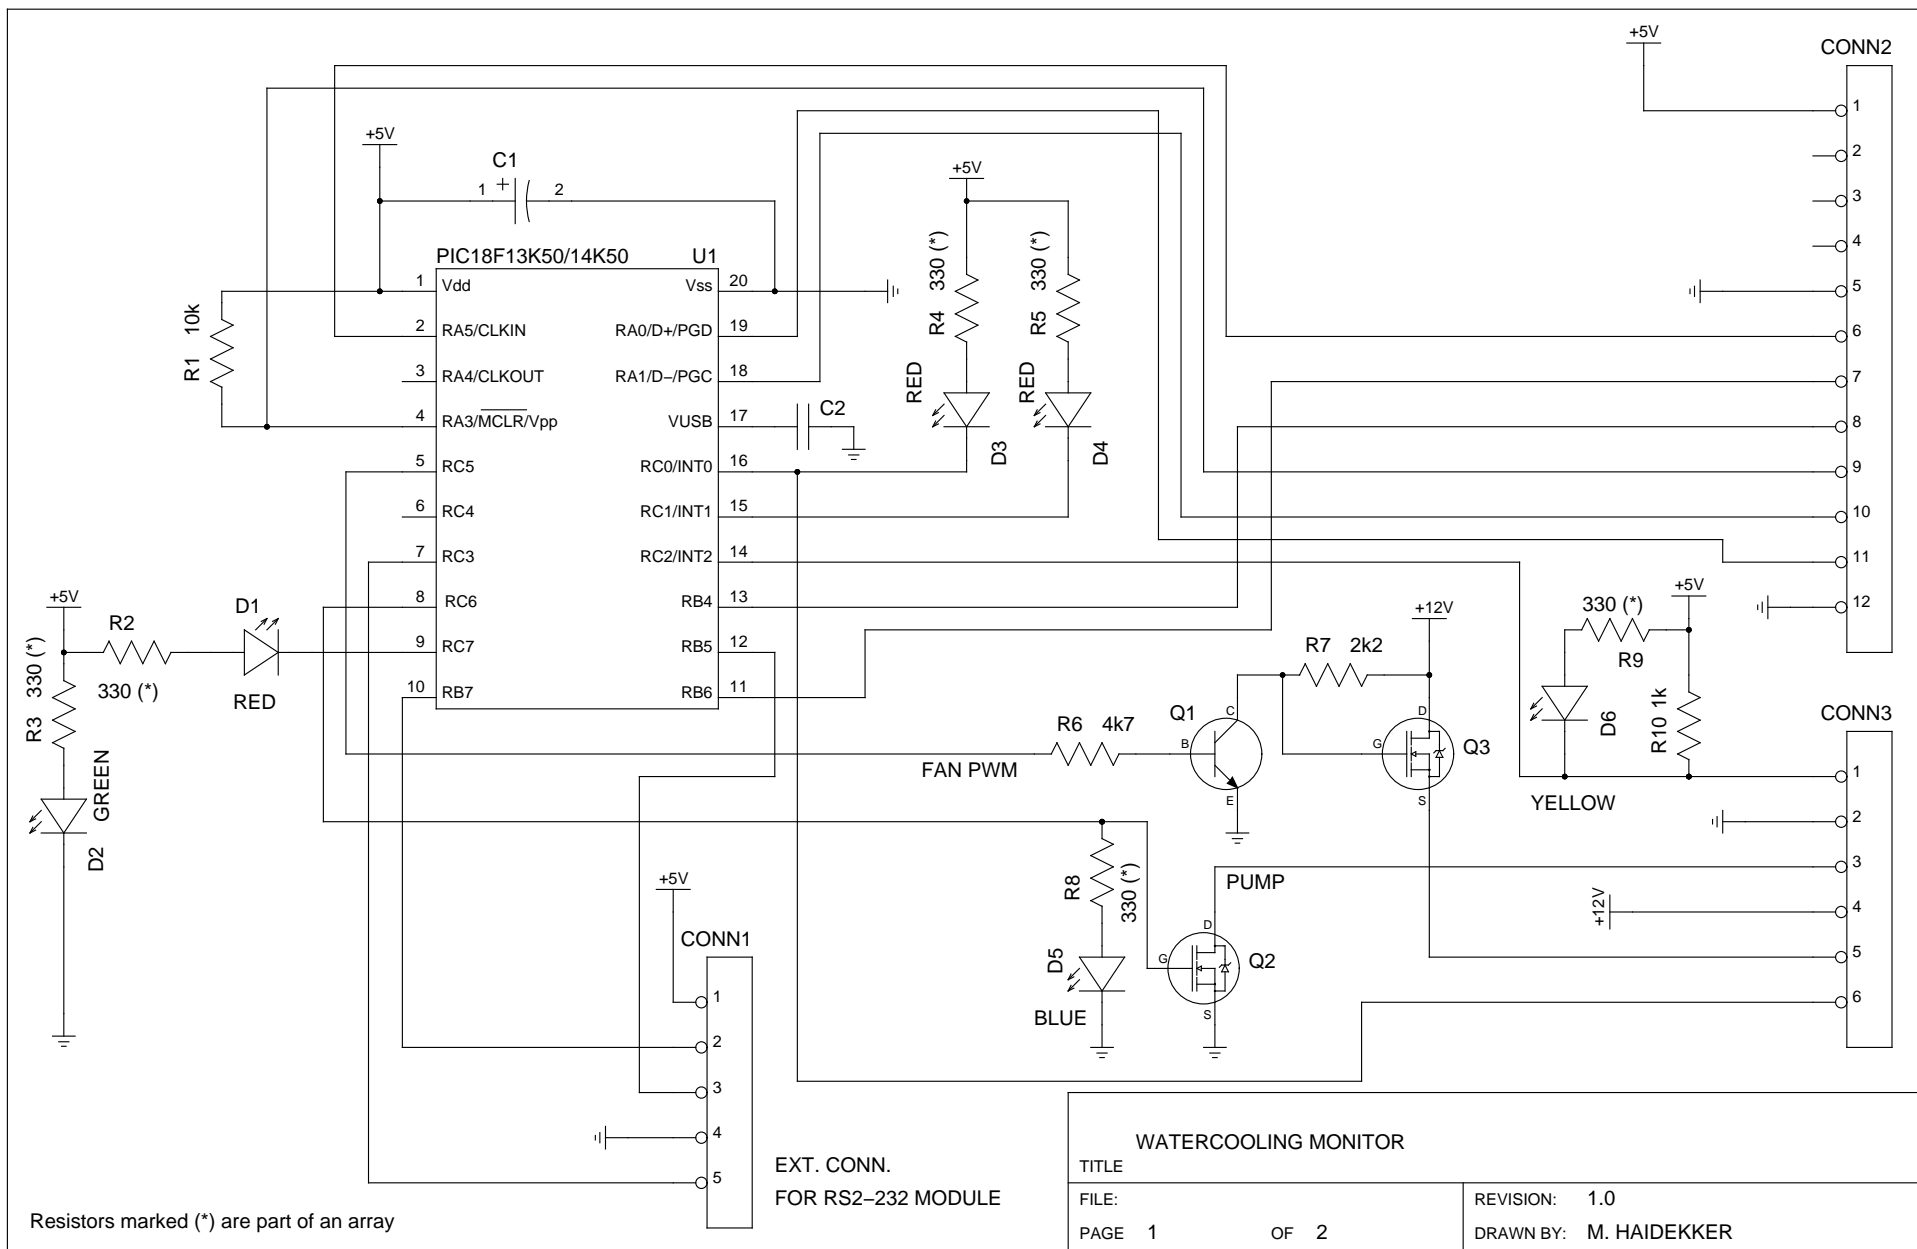 +5V
CONN2
1
2
3
4
5
6
7
8
9
10
11
12
+5V
C1
1 + 2
PIC18F13K50/14K50 U1
1 Vdd
2 RA5/CLKIN
3 RA4/CLKOUT
4 RA3/MCLR/Vpp
5 RC5
6 RC4
7 RC3
8 RC6
9 RC7
10 RB7
Vss 20
RA0/D+/PGD 19
RA1/D−/PGC 18
VUSB 17
RC0/INT0 16
RC1/INT1 15
RC2/INT2 14
RB4 13
RB5 12
RB6 11
R1 10k
C2
+5V
R4 330 (*)
R5 330 (*)
RED
D3
RED
D4
+5V
R2
330 (*)
D1
RED
R3 330 (*)
GREEN
D2
+12V
R7 2k2
R6 4k7
FAN PWM
Q1
B
C
E
D
G
S
Q3
+5V
330 (*)
R9
D6
R10 1k
YELLOW
CONN3
1
2
3
4
5
6
+12V
PUMP
R8
330 (*)
D5
BLUE
D
G
S
Q2
+5V
CONN1
1
2
3
4
5
EXT. CONN.
FOR RS2−232 MODULE
Resistors marked (*) are part of an array
WATERCOOLING MONITOR
TITLE
FILE:
REVISION: 1.0
PAGE 1 OF 2
DRAWN BY: M. HAIDEKKER